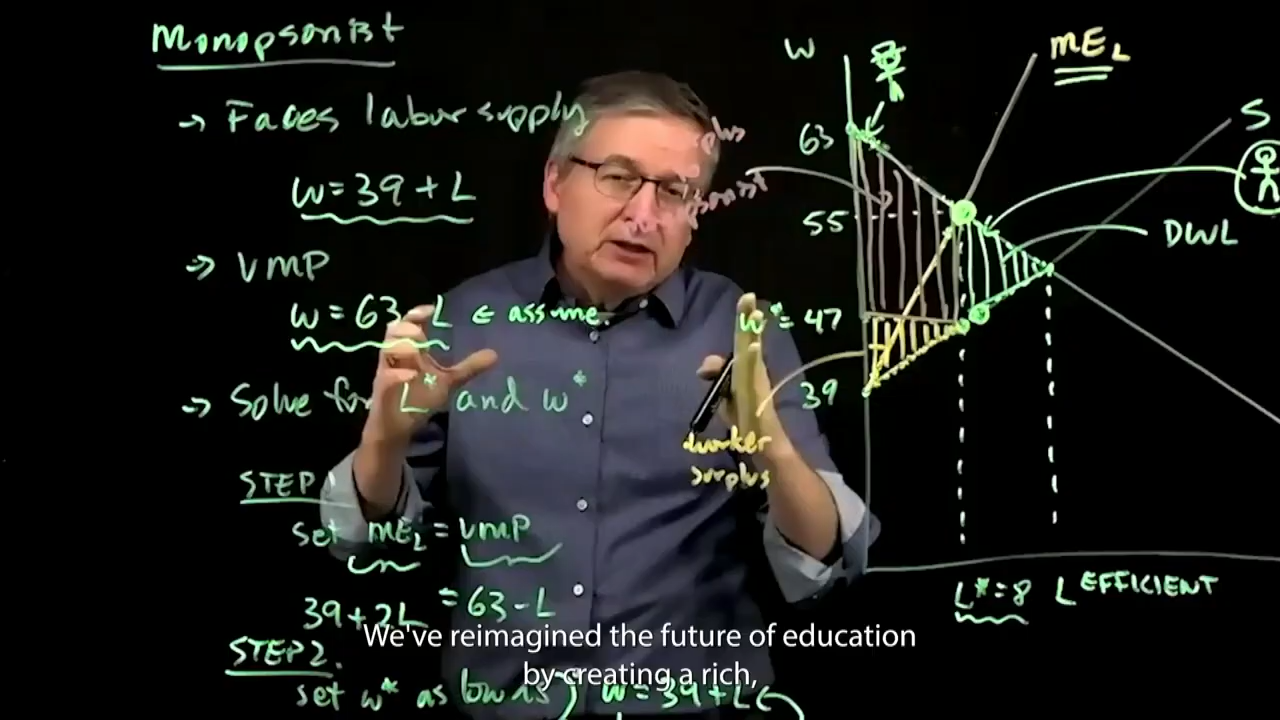 Monopsonist
→ Faces labor supply
w = 39 + L
→ VMP
w = 63 - L ← assume.
→ Solve for L* and w*
STEP
set ME L = VMP
39 + 2L = 63 - L
STEP 2.
set w* as low as w = 39 + L
W
ME L
63
S
55
DWL
w* = 47
39
worker
surplus
L* = 8 L EFFICIENT
We've reimagined the future of education
by creating a rich,